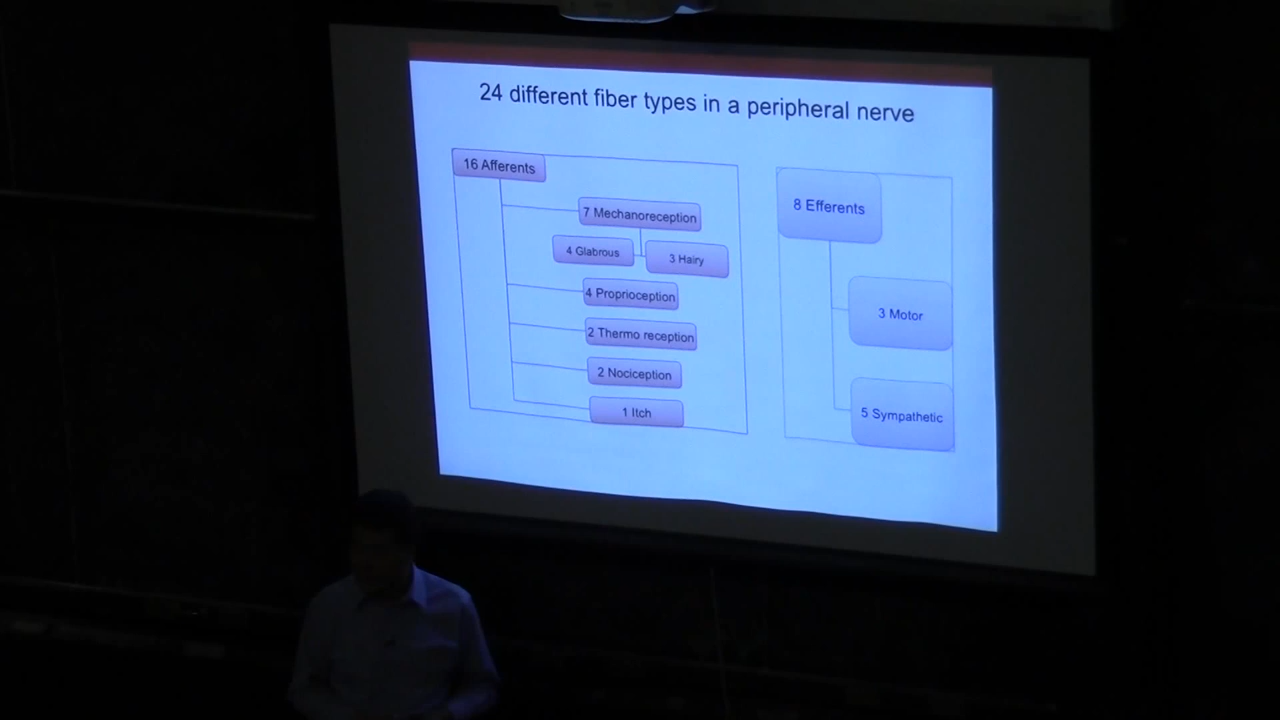 24 different fiber types in a peripheral nerve
16 Afferents
7 Mechanoreception
4 Glabrous
3 Hairy
4 Proprioception
2 Thermo reception
2 Nociception
1 Itch
8 Efferents
3 Motor
5 Sympathetic